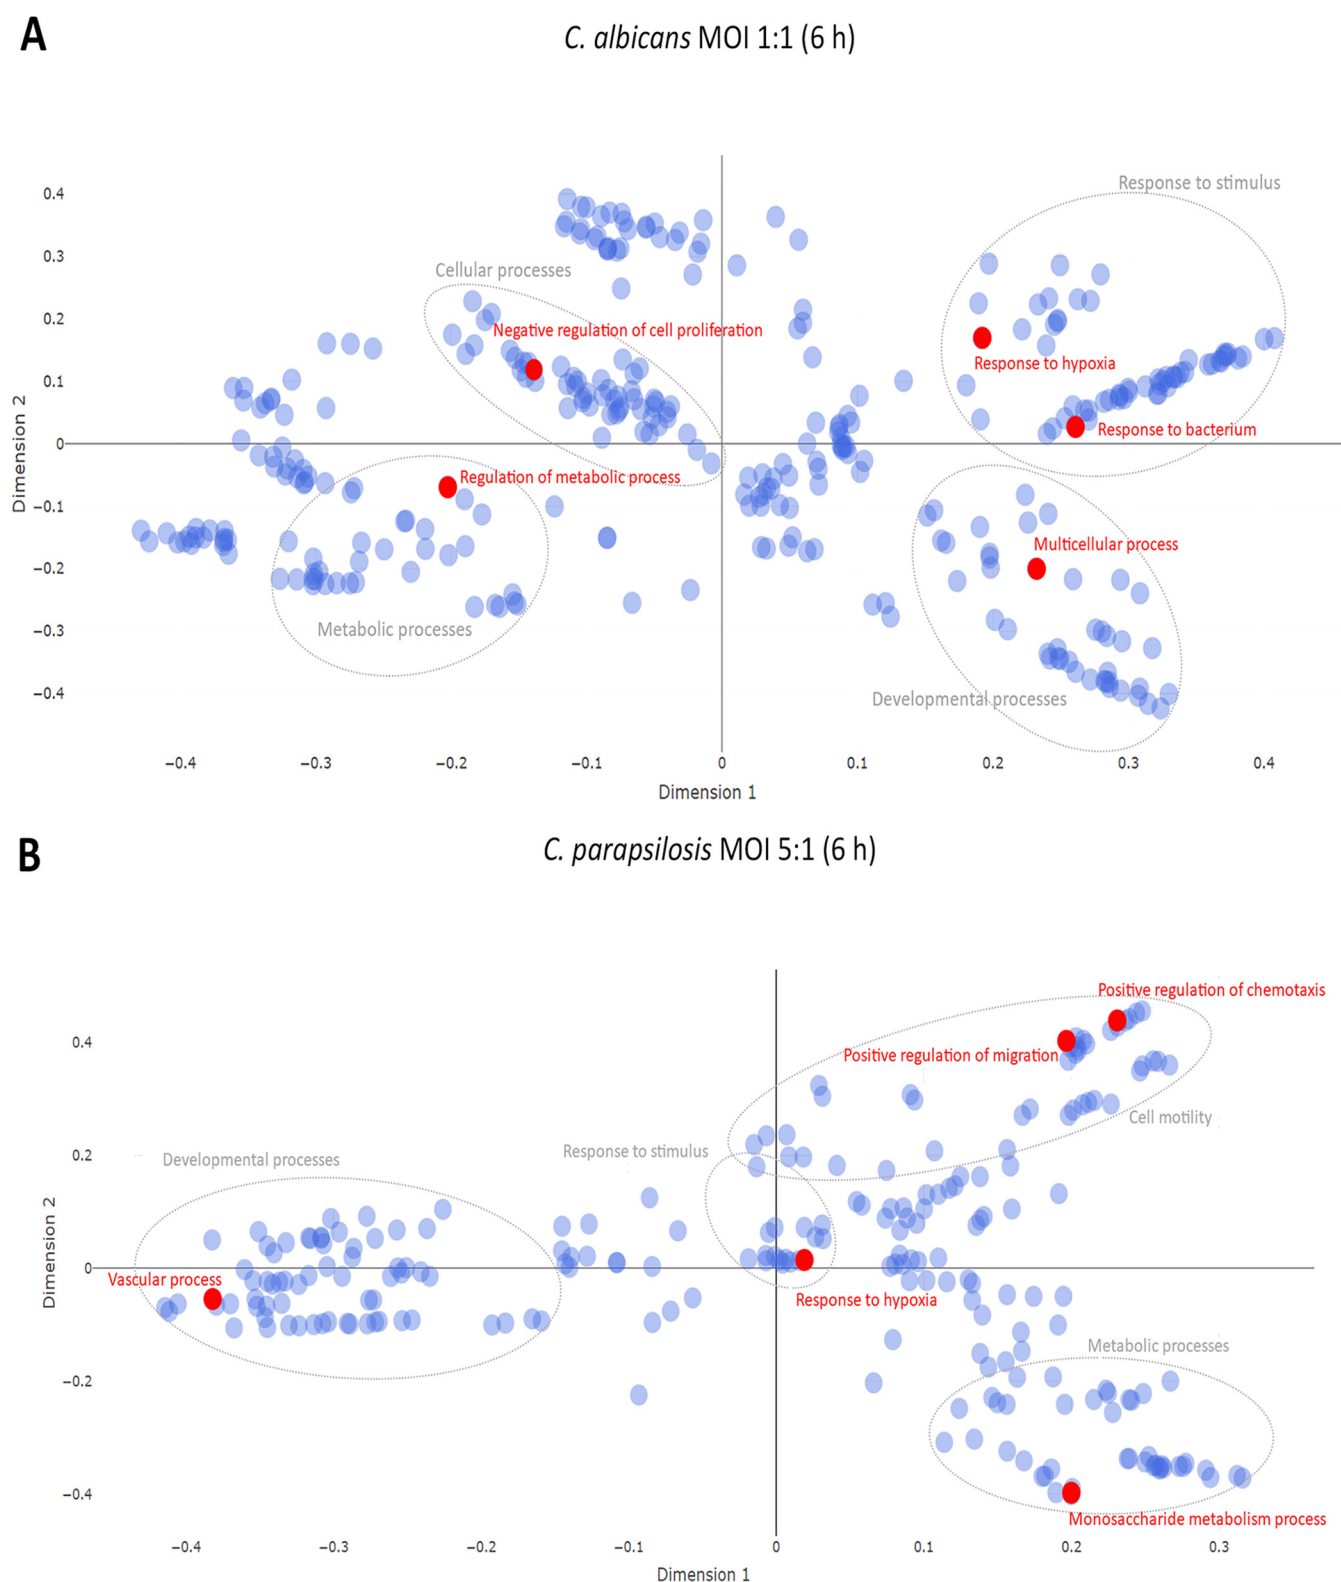 A
C. albicans MOI 1:1 (6 h)
Response to stimulus
0.4
0.3
Cellular processes
0.2
Negative regulation of cell proliferation
Response to hypoxia
0.1
Response to bacterium
Dimension 2
0
Regulation of metabolic process
−0.1
Multicellular process
−0.2
−0.3
Metabolic processes
−0.4
Developmental processes
−0.4 −0.3 −0.2 −0.1 0 0.1 0.2 0.3 0.4
Dimension 1
B
C. parapsilosis MOI 5:1 (6 h)
Positive regulation of chemotaxis
0.4
Positive regulation of migration
Cell motility
Response to stimulus
0.2
Developmental processes
Dimension 2
0
Vascular process
Response to hypoxia
Metabolic processes
−0.2
−0.4
Monosaccharide metabolism process
−0.4 −0.3 −0.2 −0.1 0 0.1 0.2 0.3
Dimension 1